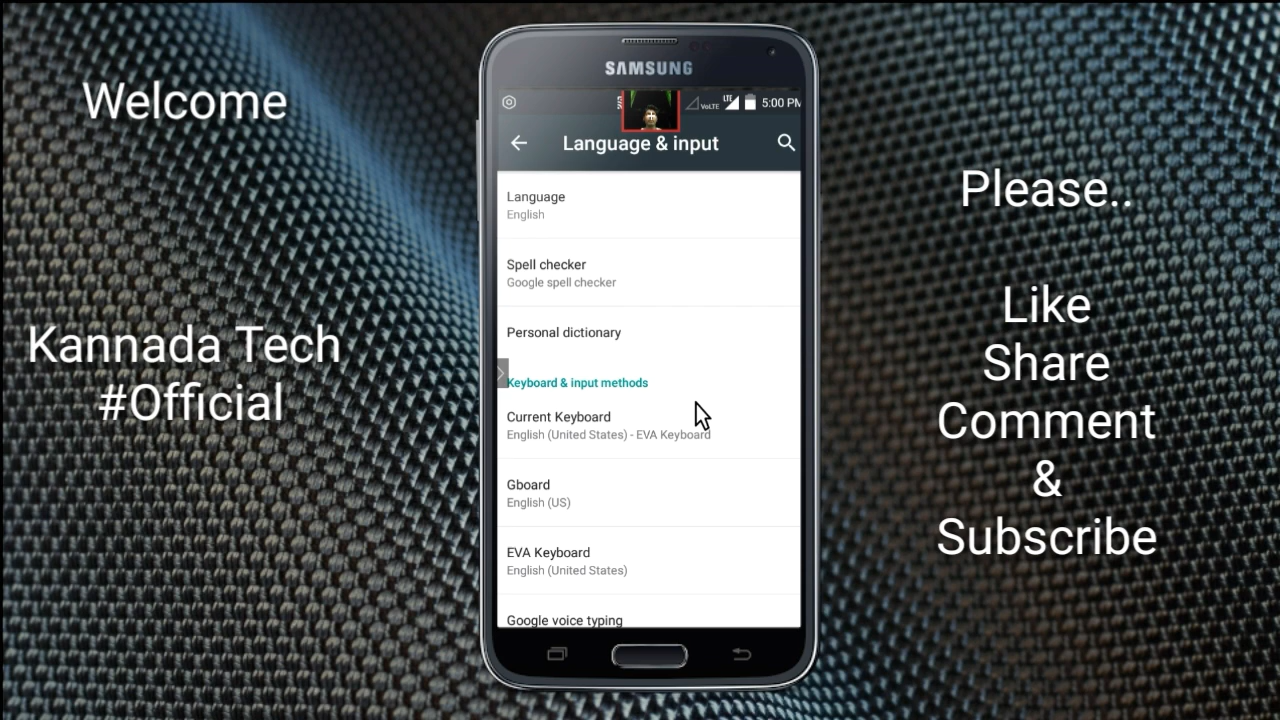 Welcome
Kannada Tech
#Official
SAMSUNG
VoLTE LTE 5:00 PM
Language & input
Language
English
Spell checker
Google spell checker
Personal dictionary
Keyboard & input methods
Current Keyboard
English (United States) - EVA Keyboard
Gboard
English (US)
EVA Keyboard
English (United States)
Google voice typing
Please..
Like
Share
Comment
&
Subscribe